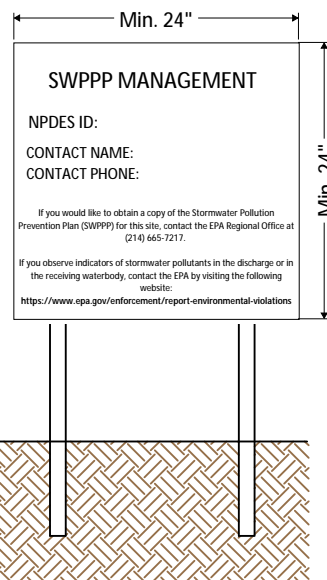 Min. 24"
SWPPP MANAGEMENT
NPDES ID:
CONTACT NAME:
CONTACT PHONE:
If you would like to obtain a copy of the Stormwater Pollution
Prevention Plan (SWPPP) for this site, contact the EPA Regional Office at
(214) 665-7217.
If you observe indicators of stormwater pollutants in the discharge or in
the receiving waterbody, contact the EPA by visiting the following
website:
https://www.epa.gov/enforcement/report-environmental-violations
Min. 24"